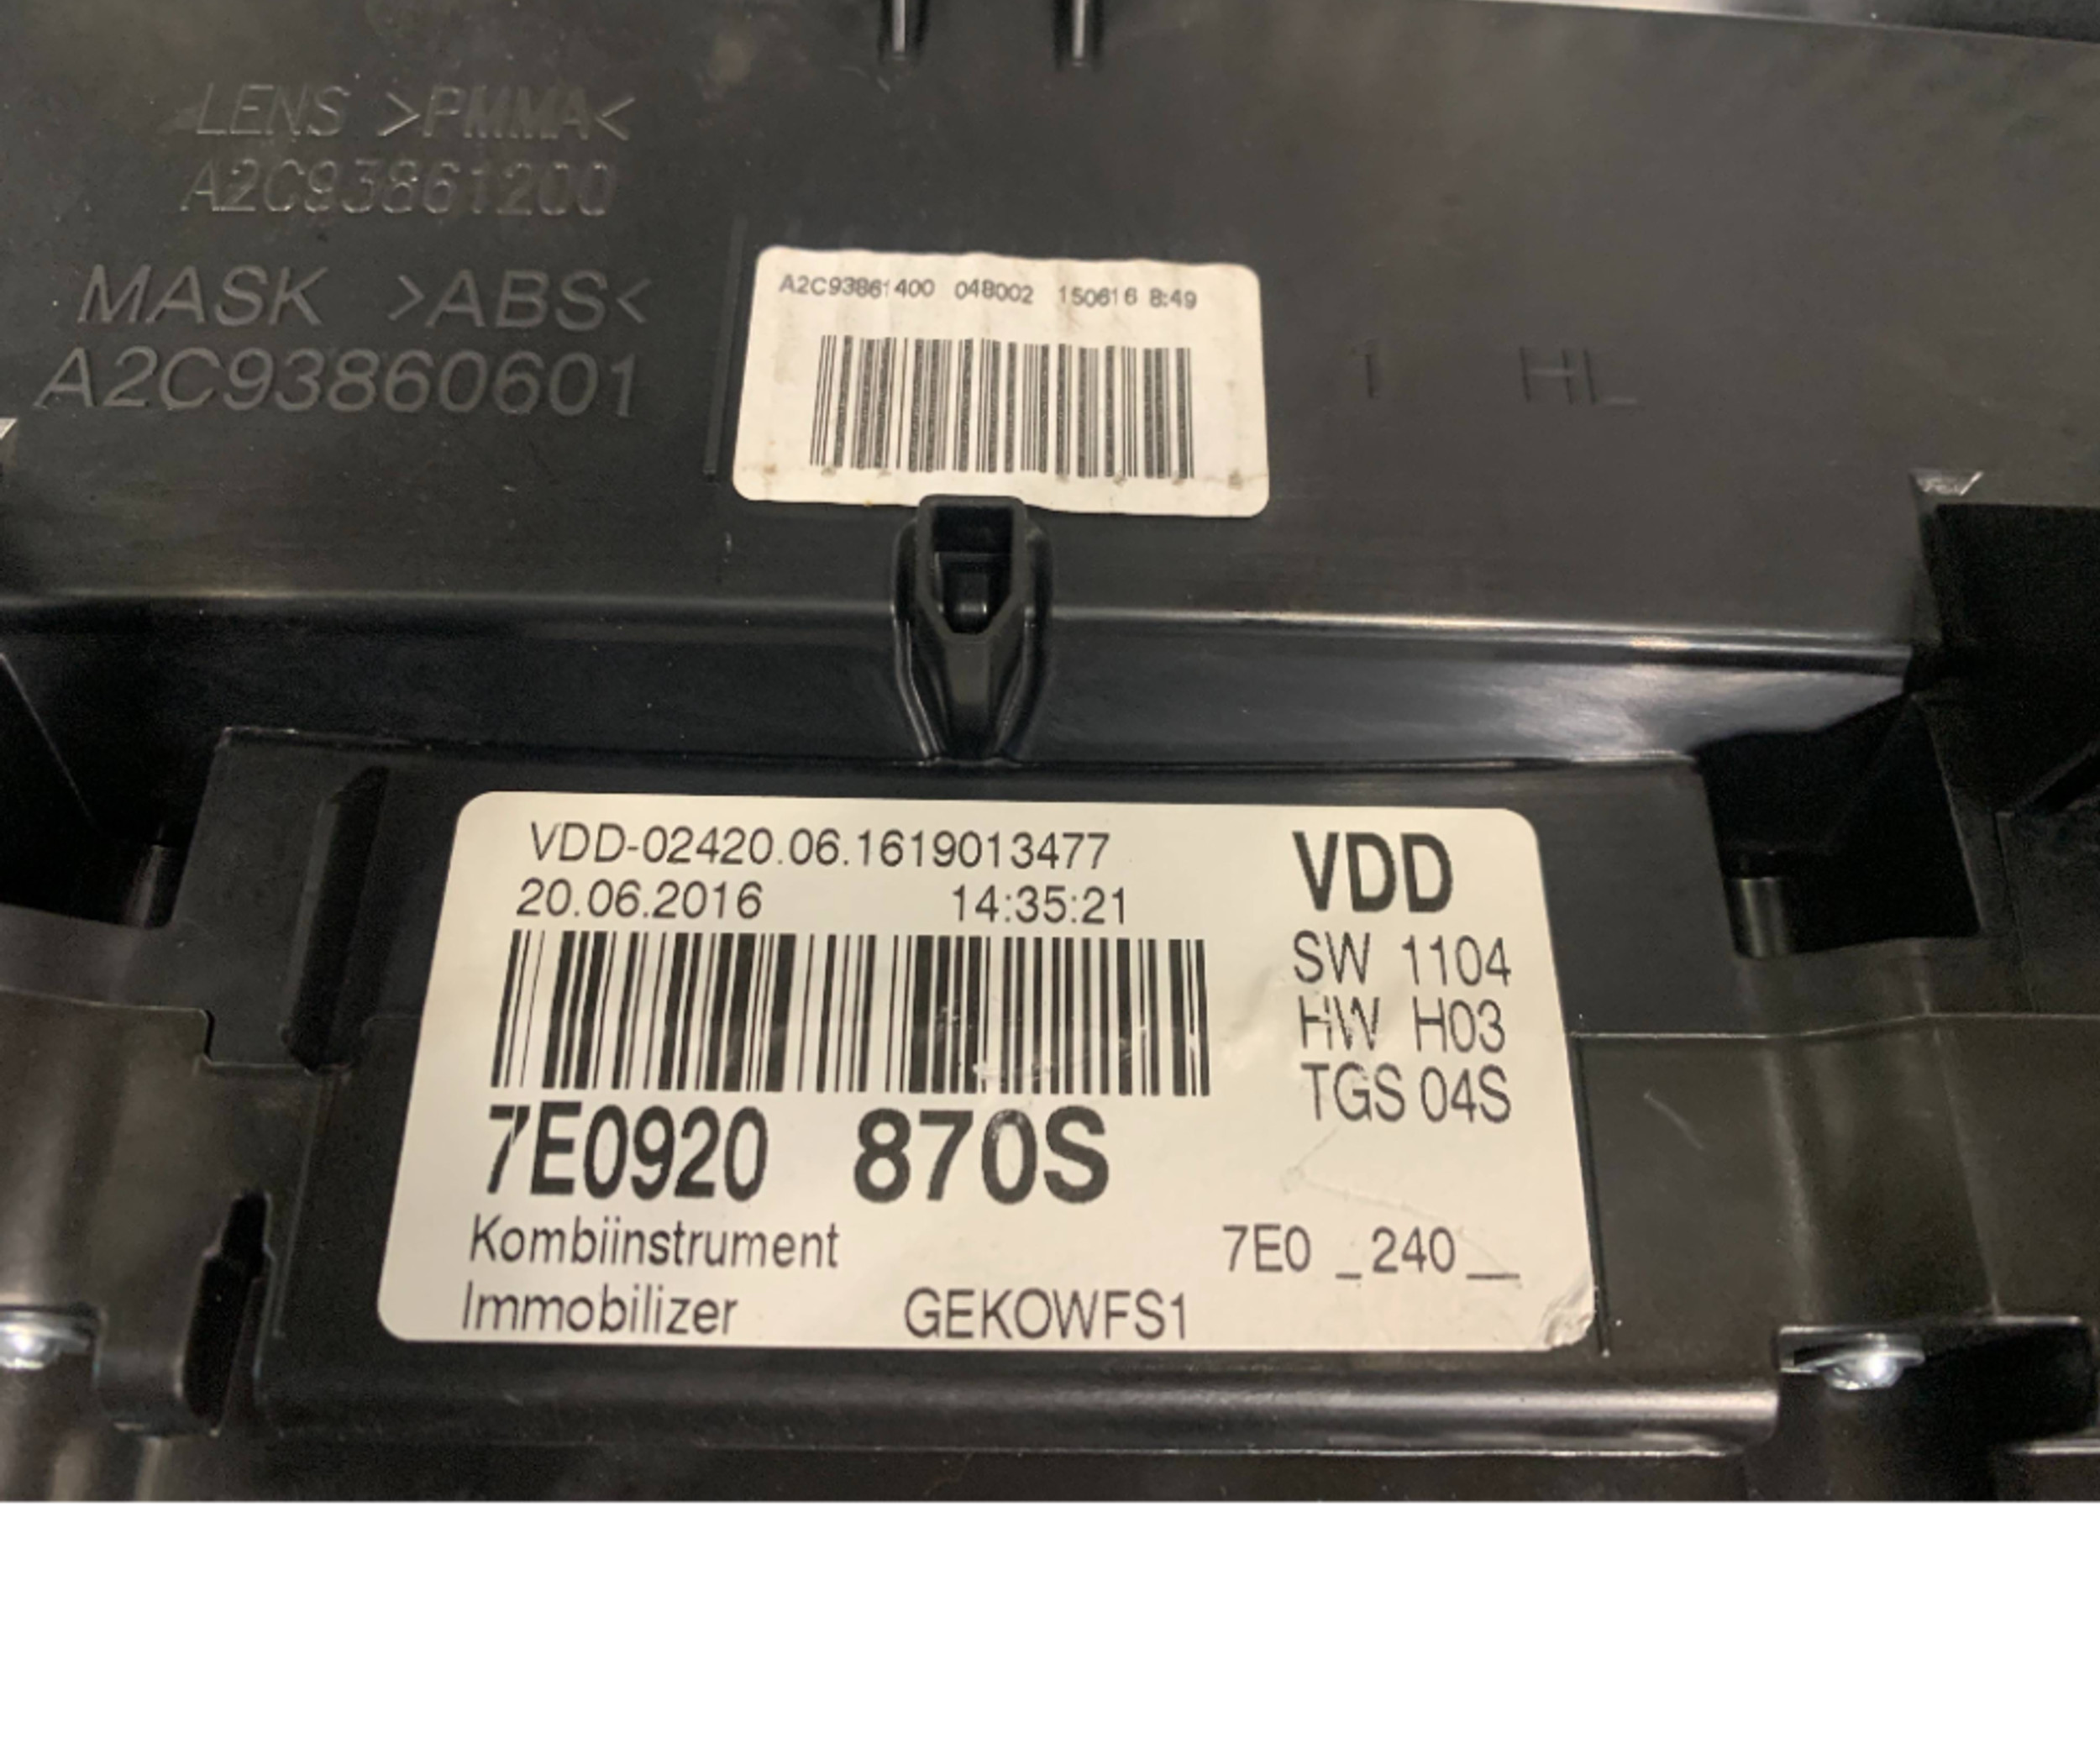 LENS >PMMA<
A2C93861200
MASK >ABS<
A2C93860601
A2C93861400 048002 150616 8:49
1 HL
VDD-02420.06.1619013477
20.06.2016 14:35:21
VDD
SW 1104
HW H03
TGS 04S
7E0920 870S
Kombiinstrument
7E0 _240__
Immobilizer GEKOWFS1